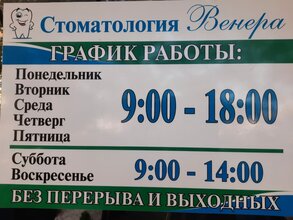 Стоматология Венера
ГРАФИК РАБОТЫ:
Понедельник
Вторник
Среда
Четверг
Пятница
9:00 - 18:00
Суббота
Воскресенье
9:00 - 14:00
БЕЗ ПЕРЕРЫВА И ВЫХОДНЫХ